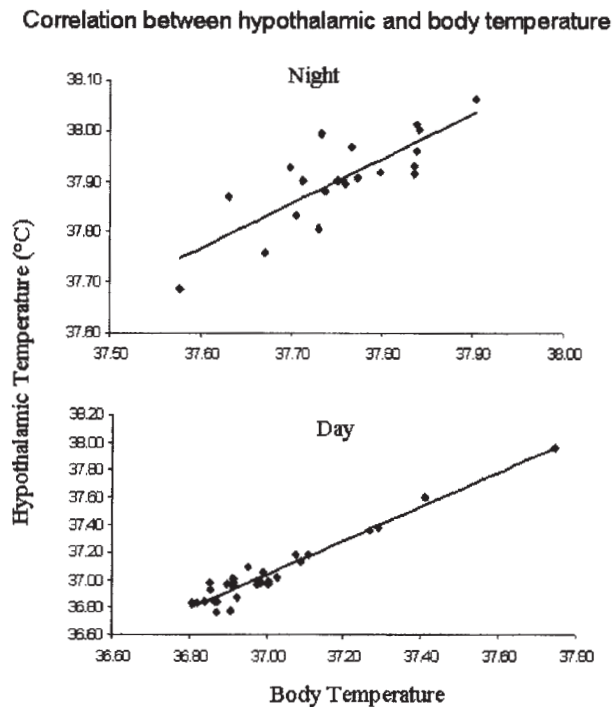 Correlation between hypothalamic and body temperature
Night
38.10
38.00
37.90
37.80
37.70
37.60
37.50 37.60 37.70 37.80 37.90 38.00
Hypothalamic Temperature (°C)
Day
38.20
38.00
37.80
37.60
37.40
37.20
37.00
36.80
36.60
36.60 36.80 37.00 37.20 37.40 37.60 37.80
Body Temperature